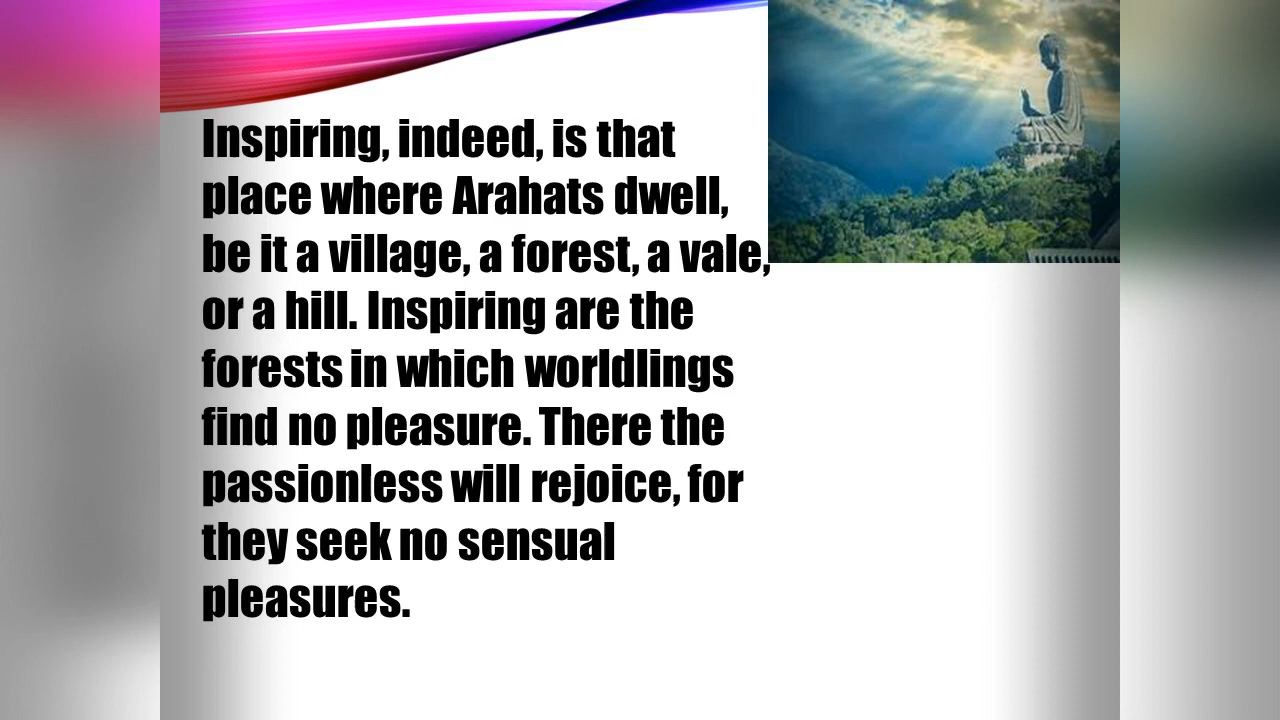 Inspiring, indeed, is that
place where Arahats dwell,
be it a village, a forest, a vale,
or a hill. Inspiring are the
forests in which worldlings
find no pleasure. There the
passionless will rejoice, for
they seek no sensual
pleasures.